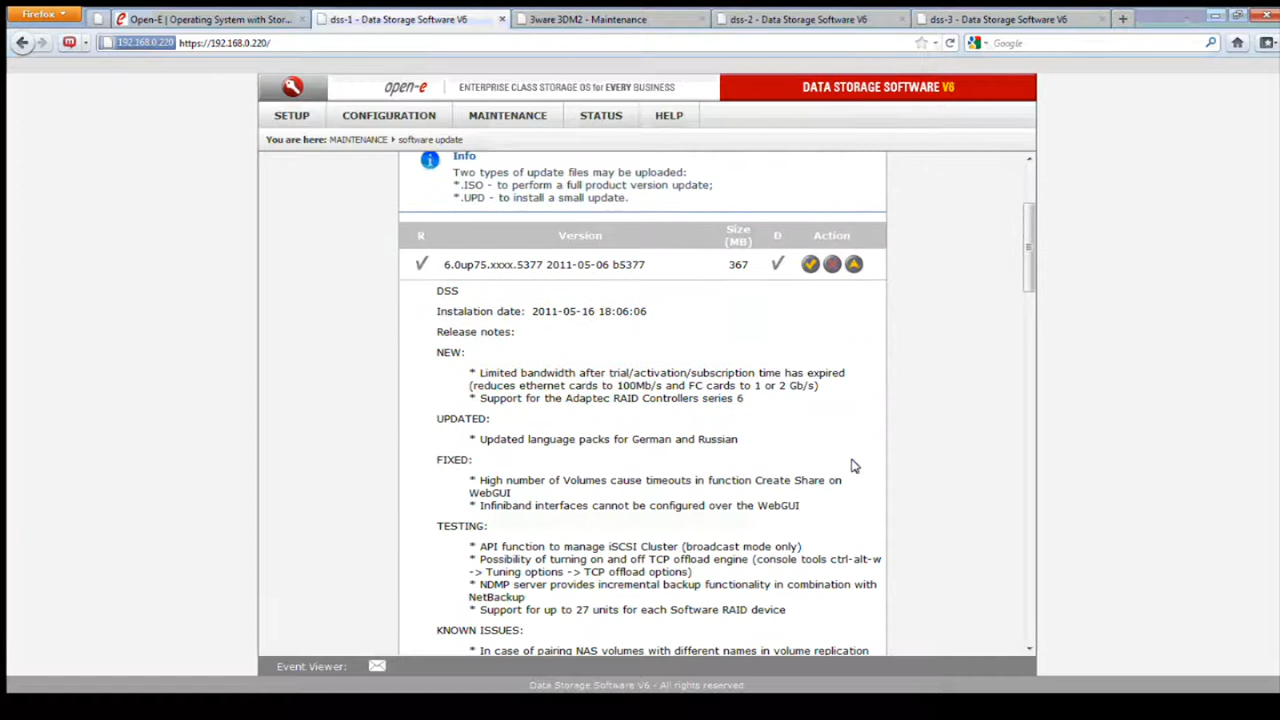 Firefox
Open-E | Operating System with Stor...
dss-1 - Data Storage Software V6
3ware 3DM2 - Maintenance
dss-2 - Data Storage Software V6
dss-3 - Data Storage Software V6
192.168.0.220
https://192.168.0.220/
Google
open-e
ENTERPRISE CLASS STORAGE OS for EVERY BUSINESS
DATA STORAGE SOFTWARE V6
SETUP CONFIGURATION MAINTENANCE STATUS HELP
You are here: MAINTENANCE software update
Info
Two types of update files may be uploaded:
*.ISO - to perform a full product version update;
*.UPD - to install a small update.
R Version Size (MB) D Action
6.0up75.xxxx.5377 2011-05-06 b5377 367
DSS
Instalation date: 2011-05-16 18:06:06
Release notes:
NEW:
* Limited bandwidth after trial/activation/subscription time has expired
(reduces ethernet cards to 100Mb/s and FC cards to 1 or 2 Gb/s)
* Support for the Adaptec RAID Controllers series 6
UPDATED:
* Updated language packs for German and Russian
FIXED:
* High number of Volumes cause timeouts in function Create Share on
WebGUI
* Infiniband interfaces cannot be configured over the WebGUI
TESTING:
* API function to manage iSCSI Cluster (broadcast mode only)
* Possibility of turning on and off TCP offload engine (console tools ctrl-alt-w
-> Tuning options -> TCP offload options)
* NDMP server provides incremental backup functionality in combination with
NetBackup
* Support for up to 27 units for each Software RAID device
KNOWN ISSUES:
* In case of pairing NAS volumes with different names in volume replication
Event Viewer:
Data Storage Software V6 - All rights reserved